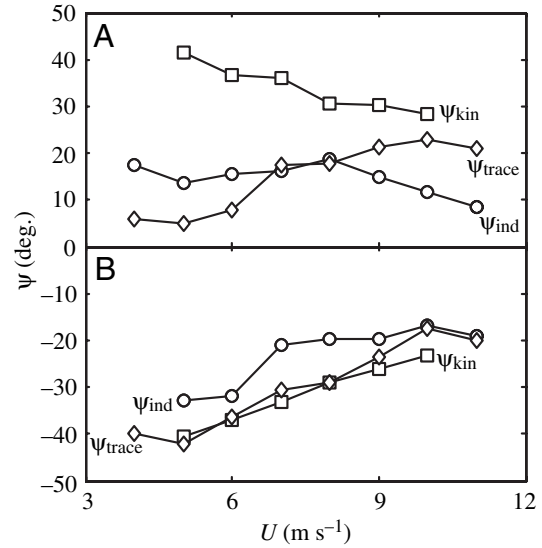 50
A
40
ψkin
30
ψtrace
20
10
ψind
0
ψ (deg.)
B
–10
–20
ψkin
–30
ψind
–40
ψtrace
–50
3 6 9 12
U (m s–1)